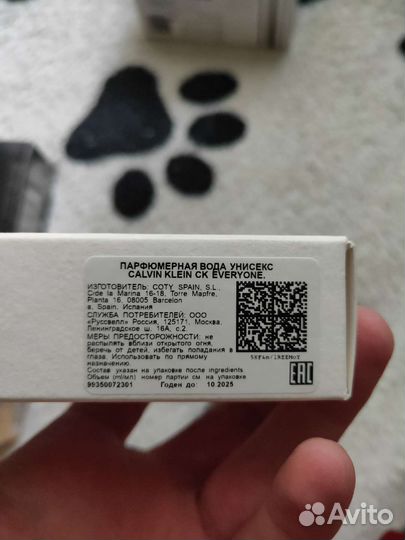 ПАРФЮМЕРНАЯ ВОДА УНИСЕКС
CALVIN KLEIN CK EVERYONE.
ИЗГОТОВИТЕЛЬ: COTY SPAIN, S.L.,
C/de la Marina 16-18, Torre Mapfre,
Planta 16, 08005 Barcelon
a, Spain, Испания
СЛУЖБА ПОТРЕБИТЕЛЕЙ: ООО
«Руссвелл» Россия, 125171, Москва,
Ленинградское ш. 16А, с.2.
МЕРЫ ПРЕДОСТОРОЖНОСТИ: не
распылять вблизи открытого огня,
беречь от детей, избегать попадания в
глаза. Использовать по прямому
назначению.
Состав указан на упаковке после ingredients
Объем (ml/мл) номер партии см на упаковке
99350072301 Годен до: 10.2025
EAC
Avito